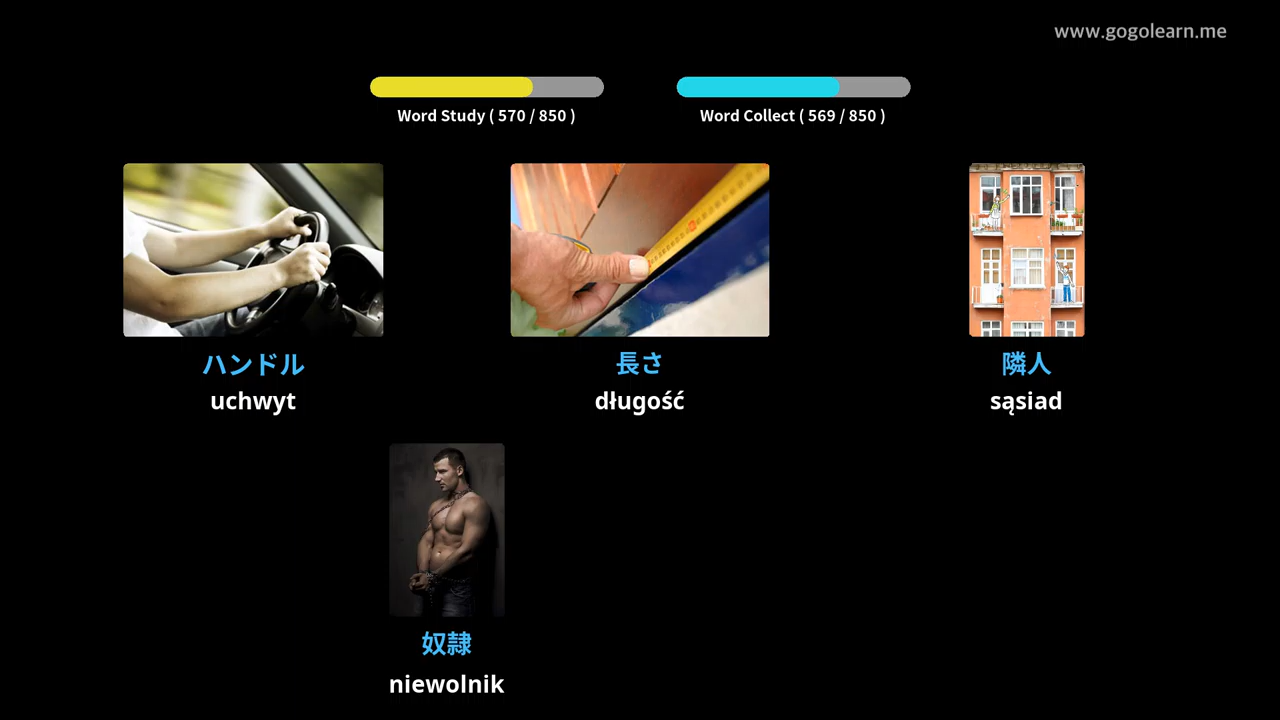 www.gogolearn.me
Word Study ( 570 / 850 )
Word Collect ( 569 / 850 )
ハンドル
uchwyt
長さ
długość
隣人
sąsiad
奴隷
niewolnik